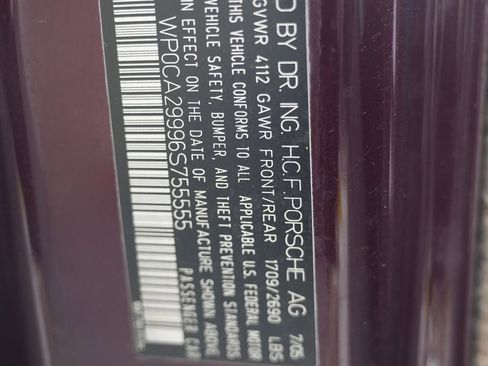 D BY DR. ING. H.C.F. PORSCHE AG 7/05
GVWR 4112 GAWR FRONT/REAR 1709/2690 LBS
THIS VEHICLE CONFORMS TO ALL APPLICABLE U.S. FEDERAL MOTOR
VEHICLE SAFETY, BUMPER, AND THEFT PREVENTION STANDARDS
IN EFFECT ON THE DATE OF MANUFACTURE SHOWN ABOVE
WP0CA29996S755555 PASSENGER CAR